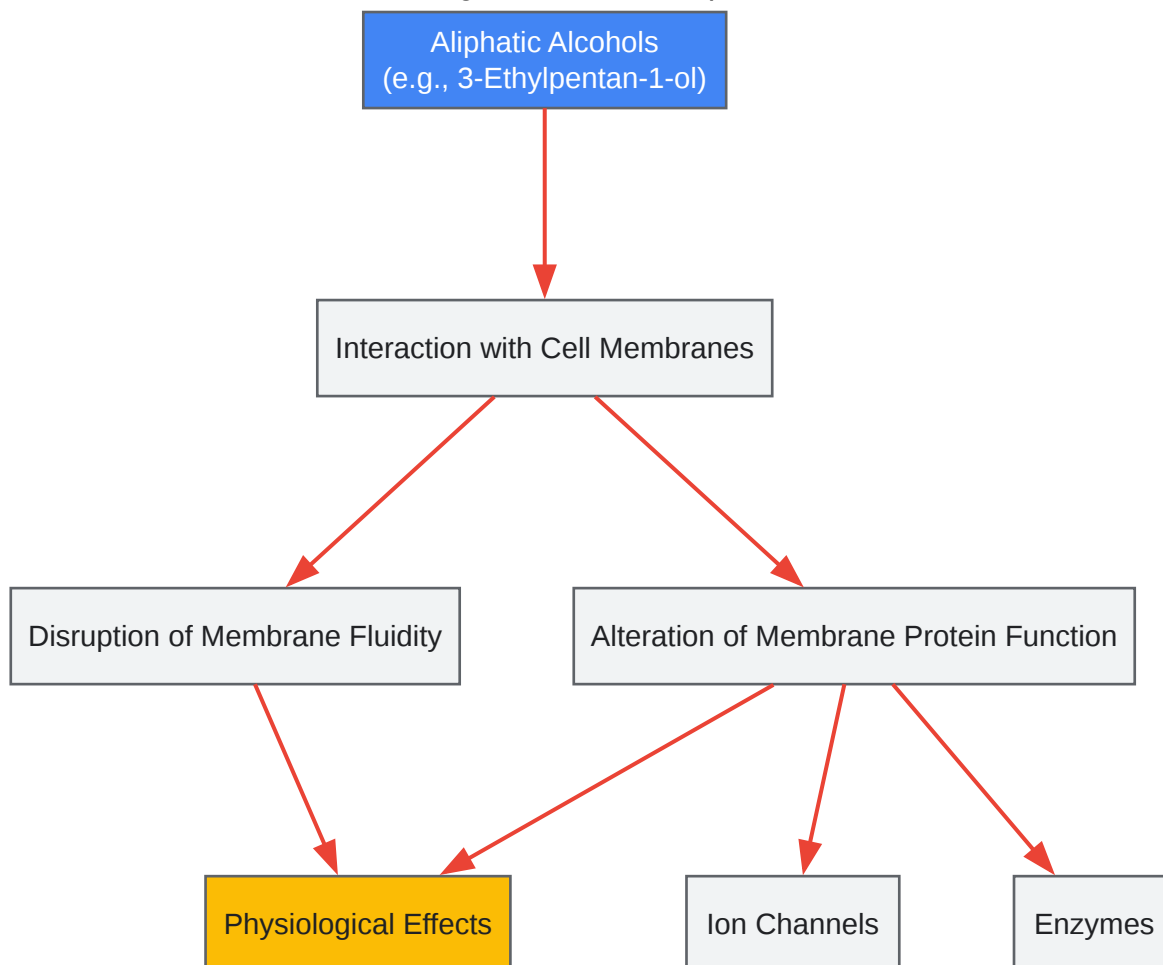 Aliphatic Alcohols
(e.g., 3-Ethylpentan-1-ol)
Interaction with Cell Membranes
Disruption of Membrane Fluidity
Alteration of Membrane Protein Function
Physiological Effects
Ion Channels
Enzymes